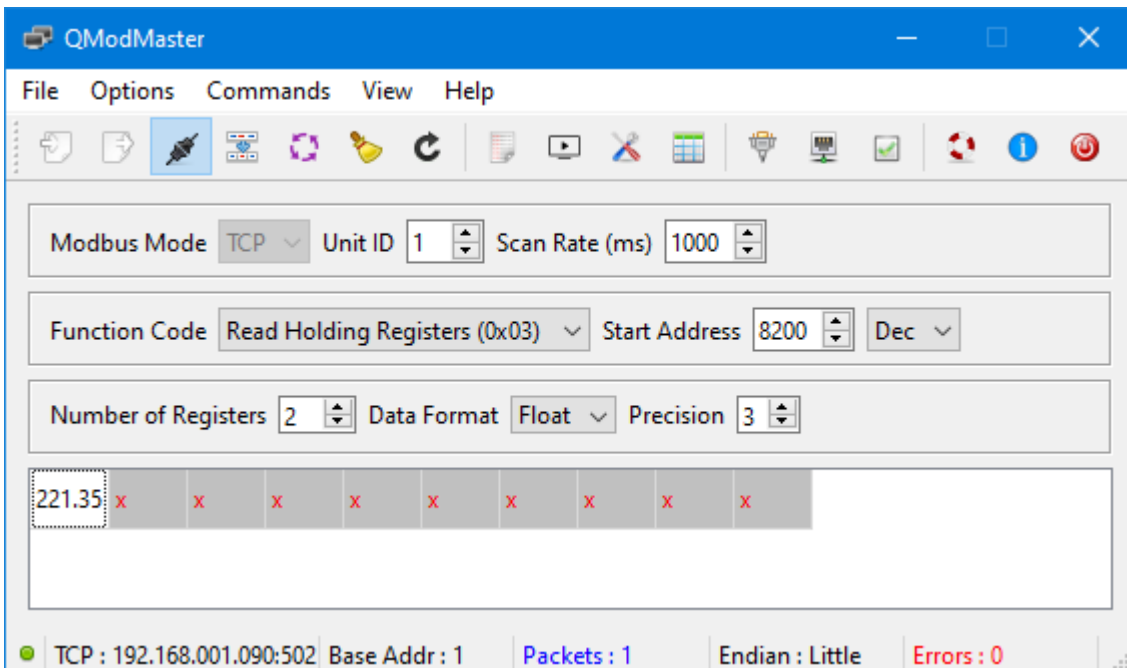 QModMaster
File Options Commands View Help
Modbus Mode TCP Unit ID 1 Scan Rate (ms) 1000
Function Code Read Holding Registers (0x03) Start Address 8200 Dec
Number of Registers 2 Data Format Float Precision 3
221.35 x x x x x x x x x
TCP : 192.168.001.090:502 Base Addr : 1 Packets : 1 Endian : Little Errors : 0